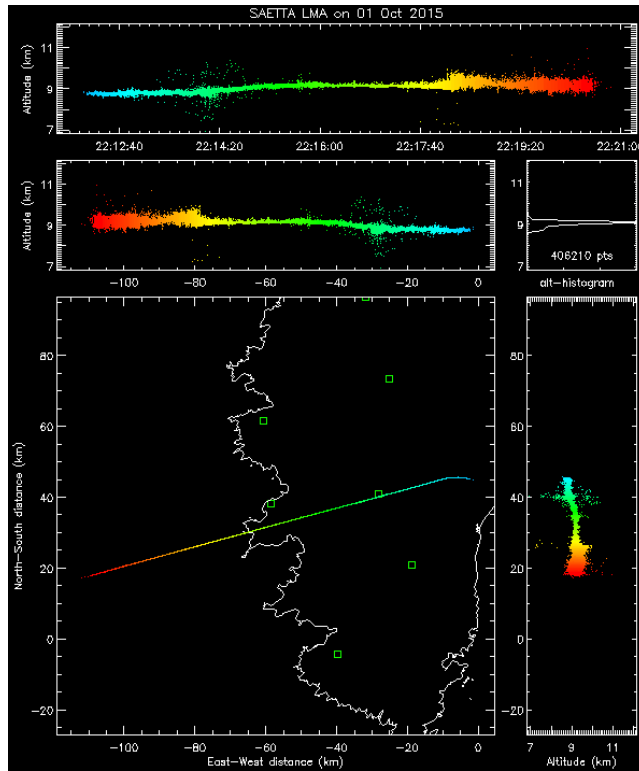 SAETTA LMA on 01 Oct 2015
Altitude (km)
11
9
7
22:12:40 22:14:20 22:16:00 22:17:40 22:19:20 22:21:00
Altitude (km)
11
9
7
-100 -80 -60 -40 -20 0
11
9
7
406210 pts
alt-histogram
North-South distance (km)
80
60
40
20
0
-20
-100 -80 -60 -40 -20 0
East-West distance (km)
80
60
40
20
0
-20
7 9 11
Altitude (km)